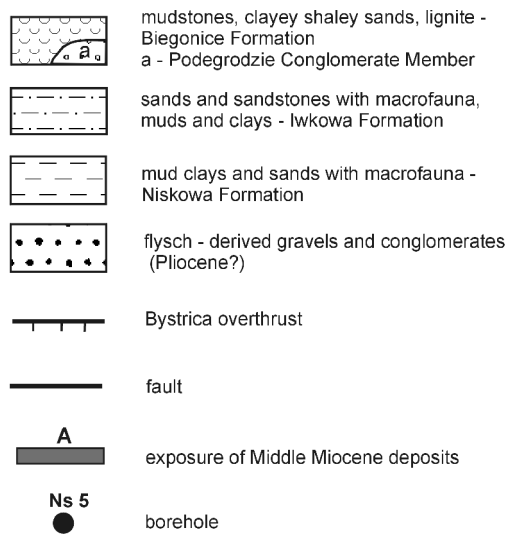 mudstones, clayey shaley sands, lignite -
Biegonice Formation
a
a - Podegrodzie Conglomerate Member
sands and sandstones with macrofauna,
muds and clays - Iwkowa Formation
mud clays and sands with macrofauna -
Niskowa Formation
flysch - derived gravels and conglomerates
(Pliocene?)
Bystrica overthrust
fault
A
exposure of Middle Miocene deposits
Ns 5
borehole